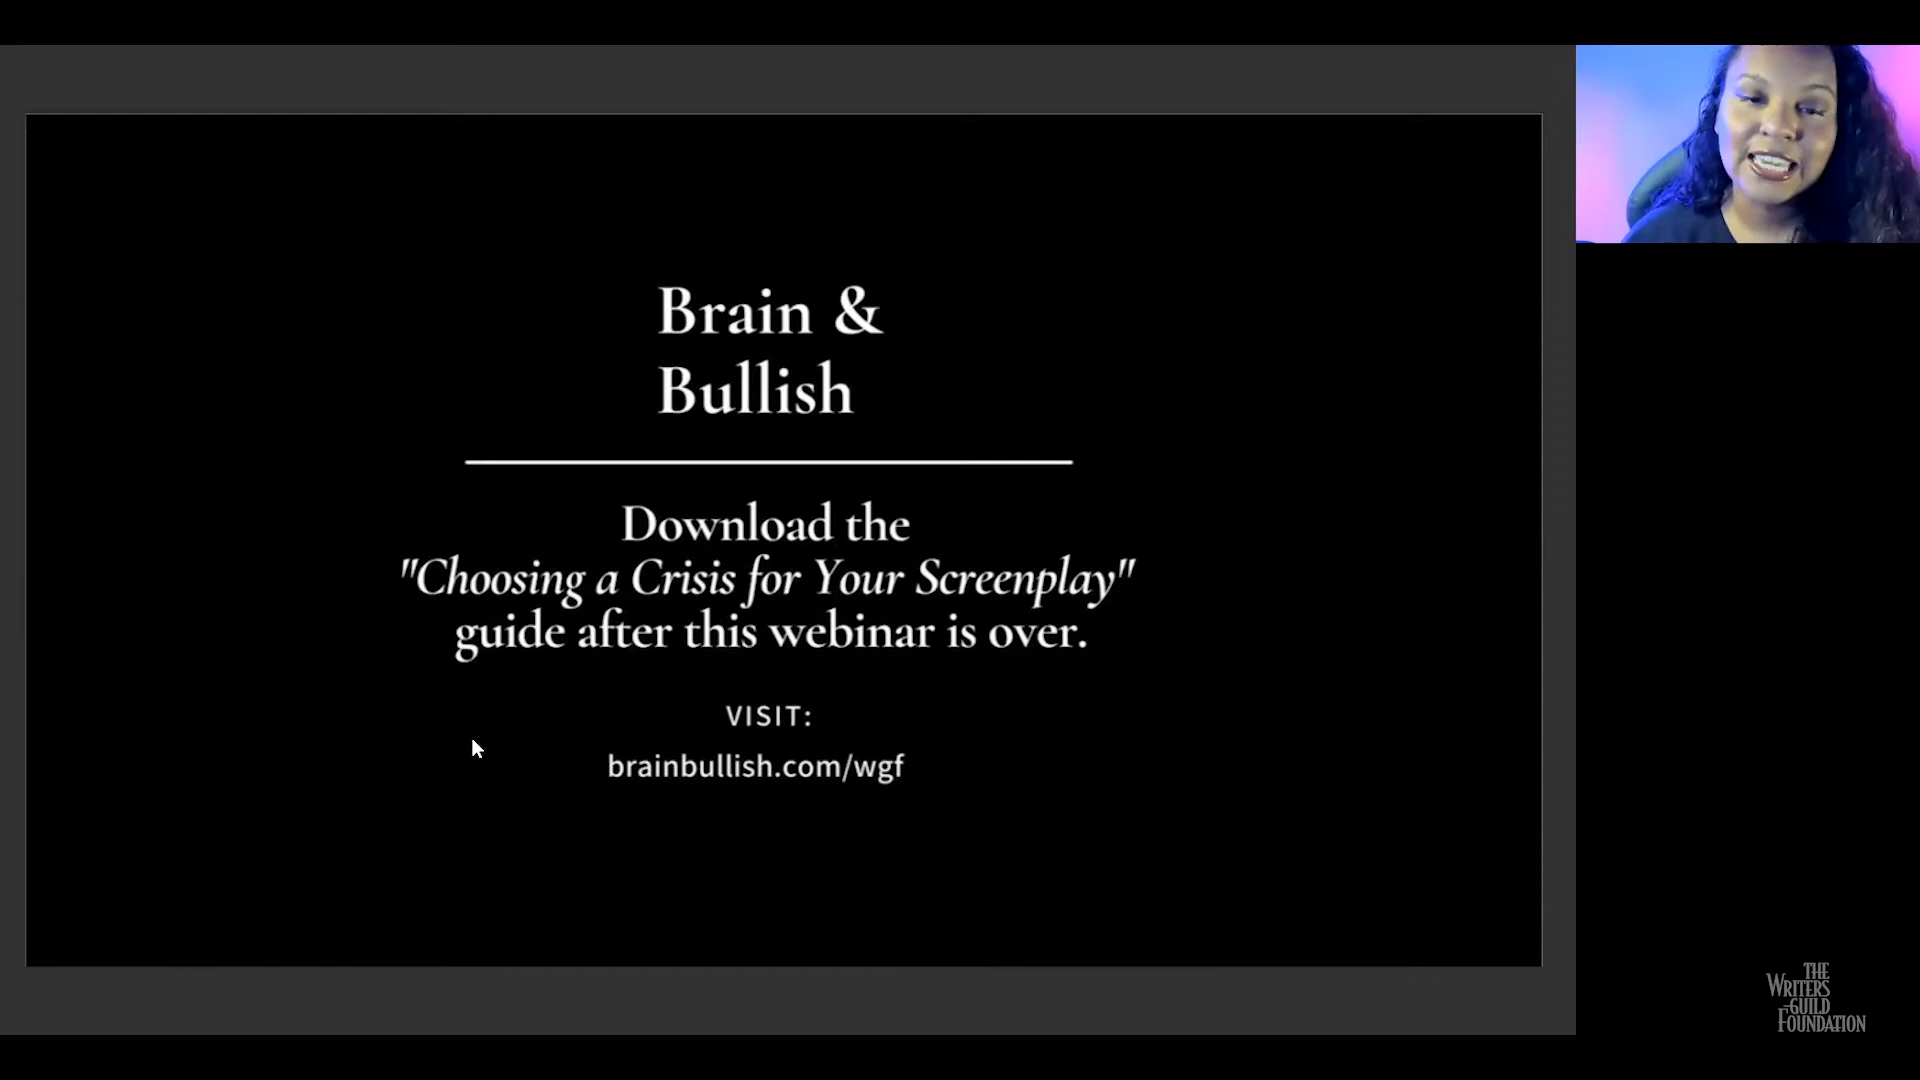 Brain &
Bullish
Download the
"Choosing a Crisis for Your Screenplay"
guide after this webinar is over.
VISIT:
brainbullish.com/wgf
THE
WRITERS
GUILD
FOUNDATION